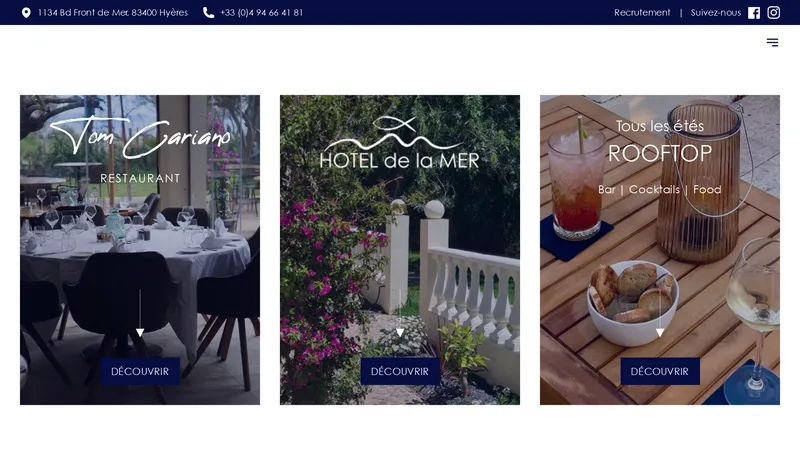 1134 Bd Front de Mer. 83400 Hyères
+33 (0)4 94 66 41 81
Recrutement | Suivez-nous
Tom Cariano
RESTAURANT
DÉCOUVRIR
HOTEL de la MER
DÉCOUVRIR
Tous les étés
ROOFTOP
Bar | Cocktails | Food
DÉCOUVRIR